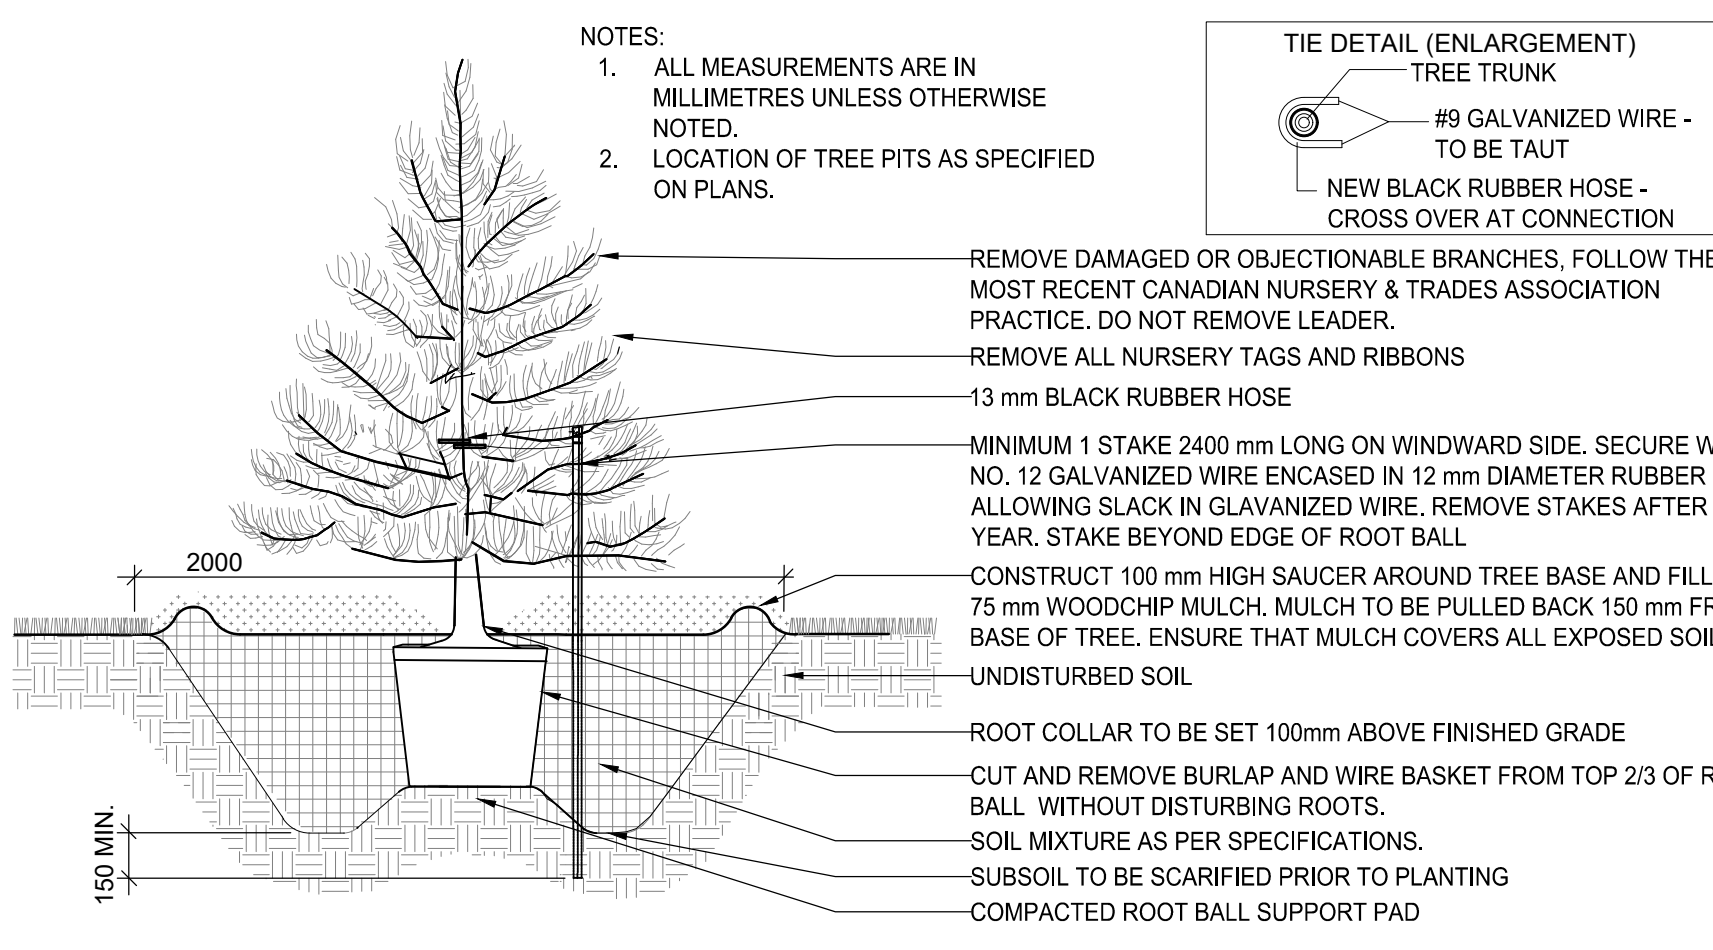 NOTES:
1. ALL MEASUREMENTS ARE IN
MILLIMETRES UNLESS OTHERWISE
NOTED.
2. LOCATION OF TREE PITS AS SPECIFIED
ON PLANS.
TIE DETAIL (ENLARGEMENT)
TREE TRUNK
#9 GALVANIZED WIRE -
TO BE TAUT
NEW BLACK RUBBER HOSE -
CROSS OVER AT CONNECTION
REMOVE DAMAGED OR OBJECTIONABLE BRANCHES, FOLLOW THE
MOST RECENT CANADIAN NURSERY & TRADES ASSOCIATION
PRACTICE. DO NOT REMOVE LEADER.
REMOVE ALL NURSERY TAGS AND RIBBONS
13 mm BLACK RUBBER HOSE
MINIMUM 1 STAKE 2400 mm LONG ON WINDWARD SIDE. SECURE
NO. 12 GALVANIZED WIRE ENCASED IN 12 mm DIAMETER RUBBER
ALLOWING SLACK IN GLAVANIZED WIRE. REMOVE STAKES AFTER
YEAR. STAKE BEYOND EDGE OF ROOT BALL
2000
CONSTRUCT 100 mm HIGH SAUCER AROUND TREE BASE AND FILL
75 mm WOODCHIP MULCH. MULCH TO BE PULLED BACK 150 mm
BASE OF TREE. ENSURE THAT MULCH COVERS ALL EXPOSED
UNDISTURBED SOIL
ROOT COLLAR TO BE SET 100mm ABOVE FINISHED GRADE
CUT AND REMOVE BURLAP AND WIRE BASKET FROM TOP 2/3 OF
BALL WITHOUT DISTURBING ROOTS.
SOIL MIXTURE AS PER SPECIFICATIONS.
SUBSOIL TO BE SCARIFIED PRIOR TO PLANTING
COMPACTED ROOT BALL SUPPORT PAD
150 MIN.